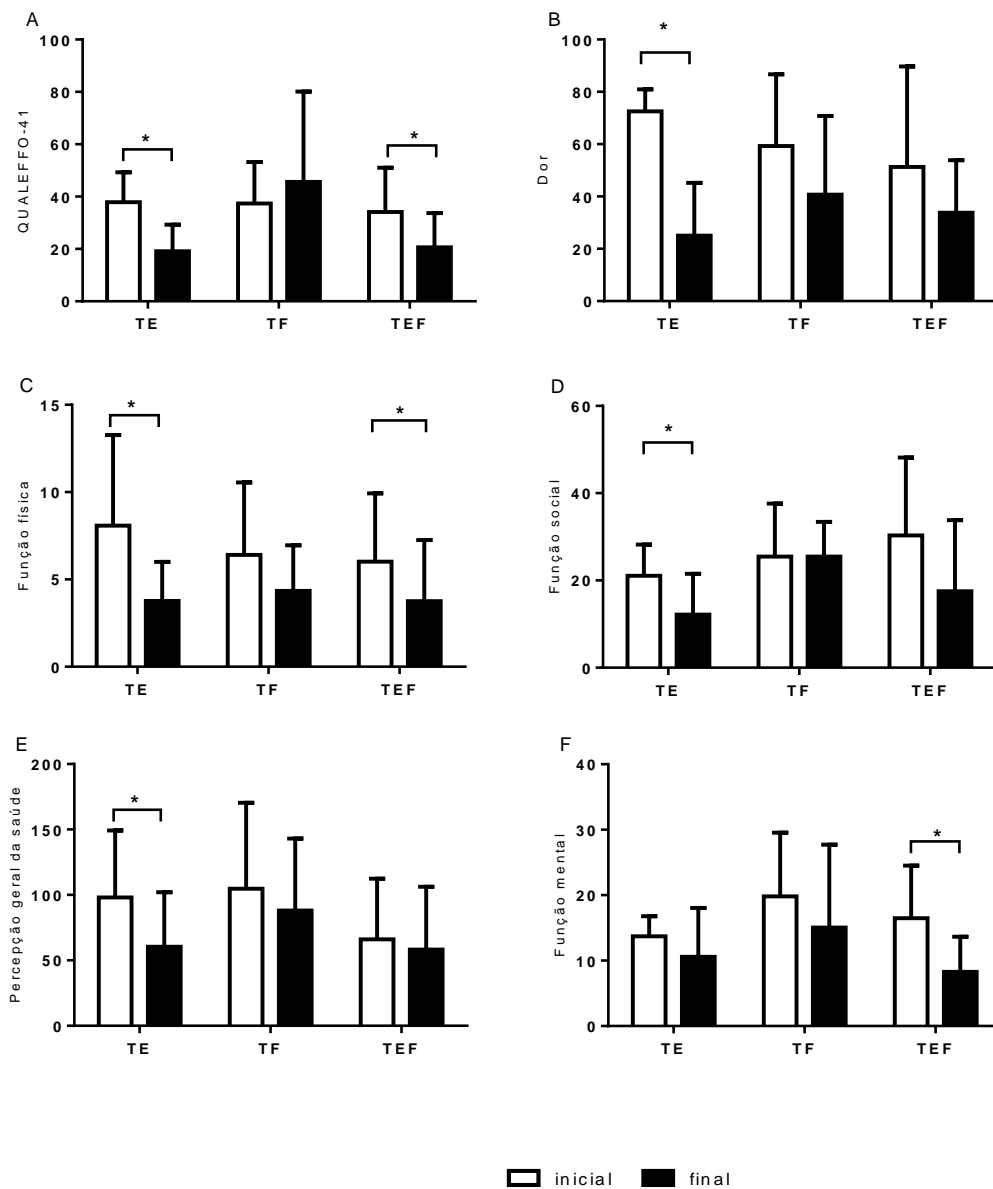 A
QUALEFFO-41
100
80
60
40
20
0
*
*
TE TF TEF
B
Dor
100
80
60
40
20
0
*
TE TF TEF
C
Função física
15
10
5
0
*
*
TE TF TEF
D
Função social
60
40
20
0
*
TE TF TEF
E
Percepção geral da saúde
200
150
100
50
0
*
TE TF TEF
F
Função mental
40
30
20
10
0
*
TE TF TEF
inicial final